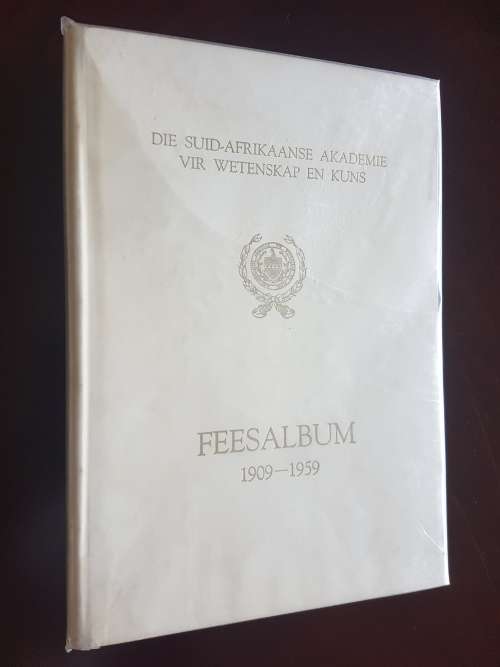 DIE SUID-AFRIKAANSE AKADEMIE
VIR WETENSKAP EN KUNS
FEESALBUM
1909—1959